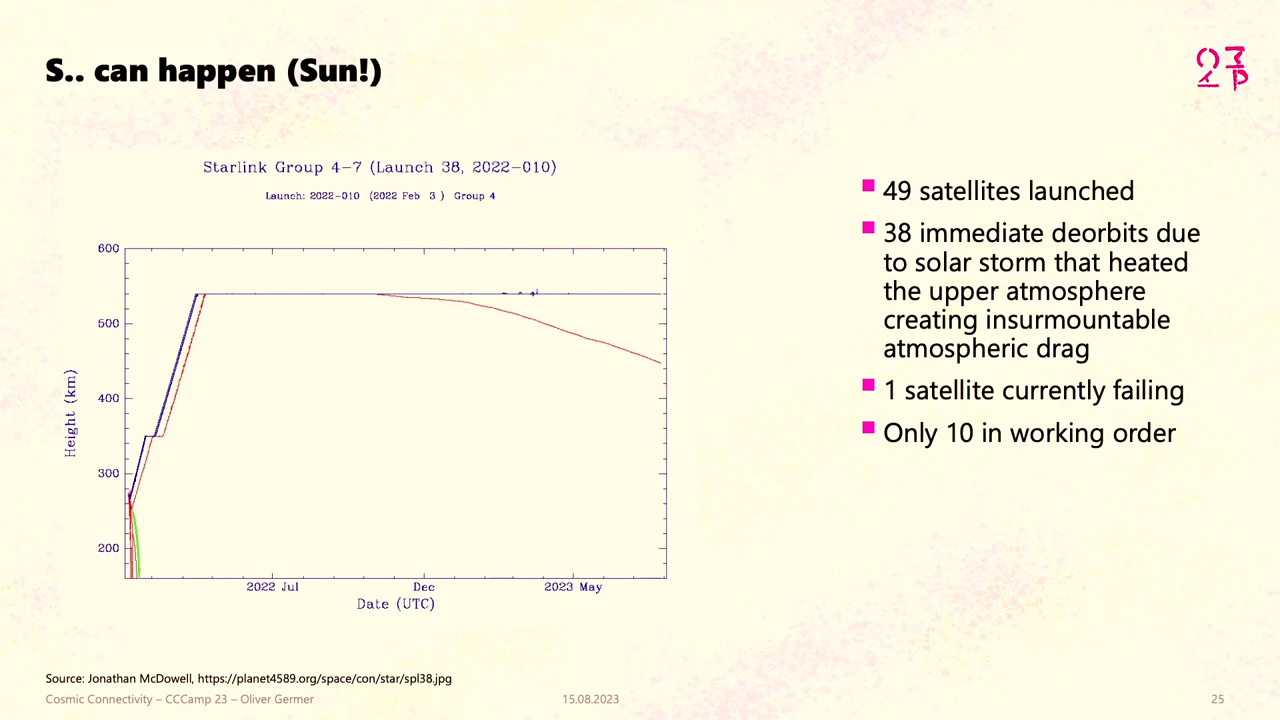 S.. can happen (Sun!)
Starlink Group 4-7 (Launch 38, 2022-010)
Launch: 2022-010 (2022 Feb 3 ) Group 4
600
500
400
300
200
Height (km)
2022 Jul
Dec
2023 May
Date (UTC)
49 satellites launched
38 immediate deorbits due
to solar storm that heated
the upper atmosphere
creating insurmountable
atmospheric drag
1 satellite currently failing
Only 10 in working order
Source: Jonathan McDowell, https://planet4589.org/space/con/star/spl38.jpg
Cosmic Connectivity – CCCamp 23 – Oliver Germer
15.08.2023
25